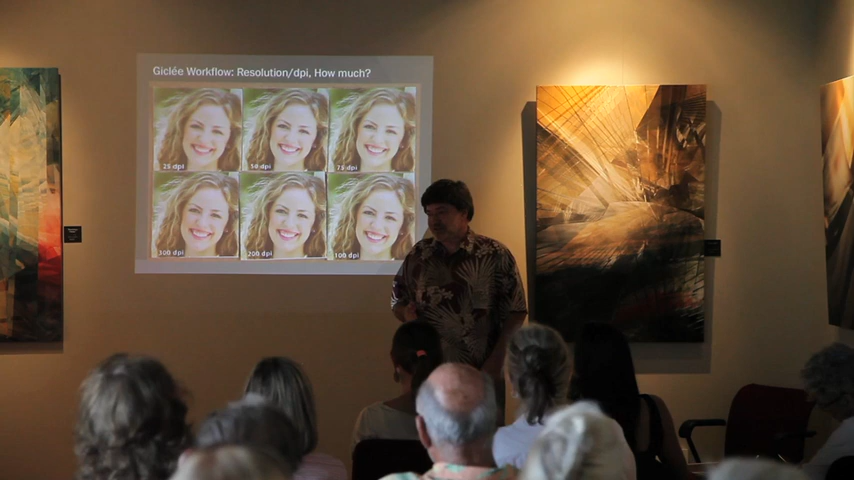 Giclée Workflow: Resolution/dpi, How much?
25 dpi
50 dpi
75 dpi
300 dpi
200 dpi
100 dpi